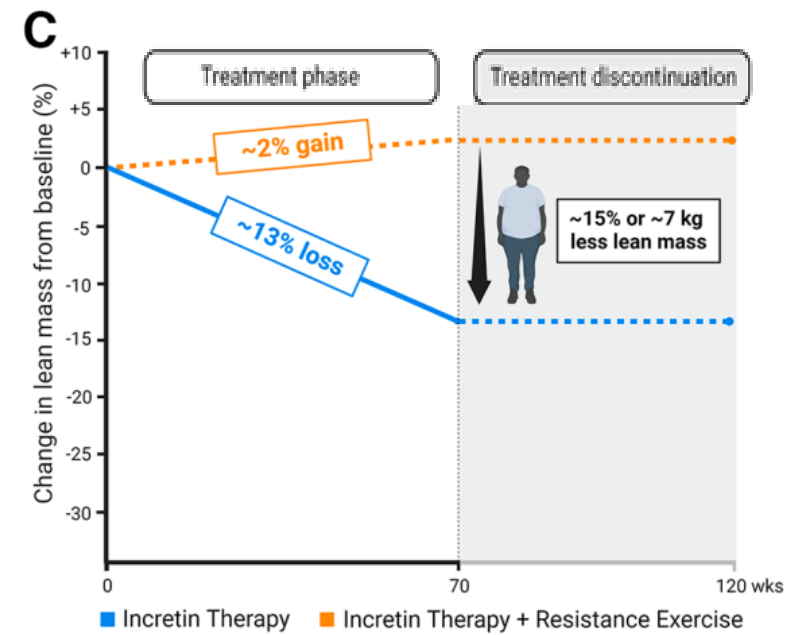 C
Treatment phase
Treatment discontinuation
Change in lean mass from baseline (%)
+10
+5
0
-5
-10
-15
-20
-25
-30
~2% gain
~13% loss
~15% or ~7 kg
less lean mass
0
70
120 wks
Incretin Therapy
Incretin Therapy + Resistance Exercise